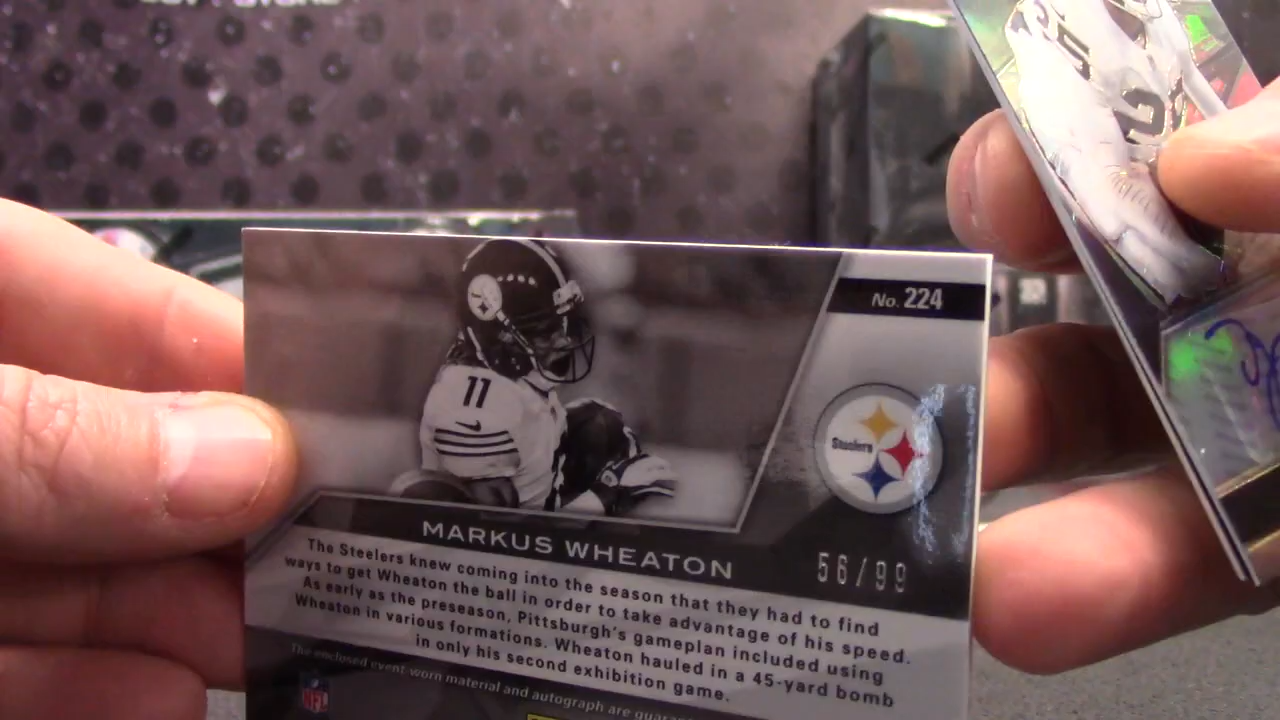 No. 224
11
Steelers
MARKUS WHEATON
56/99
The Steelers knew coming into the season that they had to find
ways to get Wheaton the ball in order to take advantage of his speed.
As early as the preseason, Pittsburgh's gameplan included using
Wheaton in various formations. Wheaton hauled in a 45-yard bomb
in only his second exhibition game.
The enclosed event-worn material and autograph are
NFL